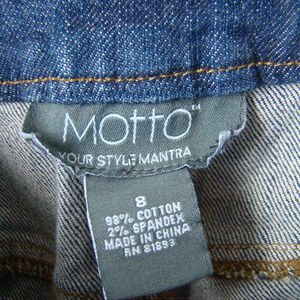 MOTTO™
YOUR STYLE MANTRA
8
98% COTTON
2% SPANDEX
MADE IN CHINA
RN 81893